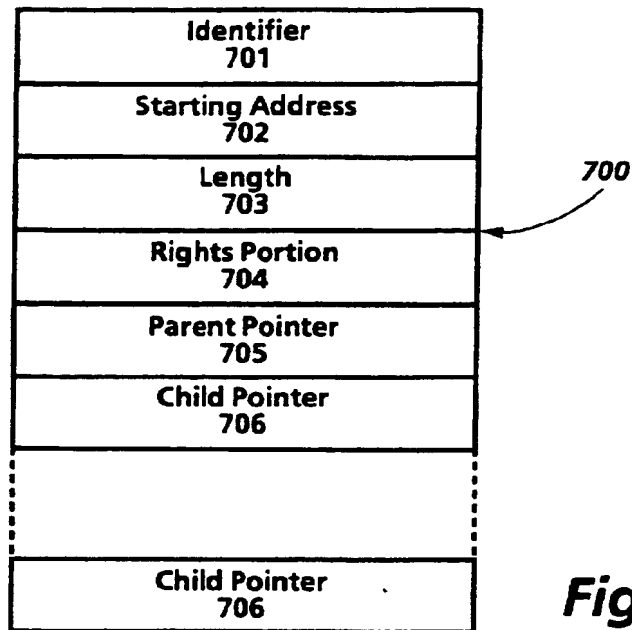 Identifier
701
Starting Address
702
Length
703
700
Rights Portion
704
Parent Pointer
705
Child Pointer
706
Child Pointer
706
Fig